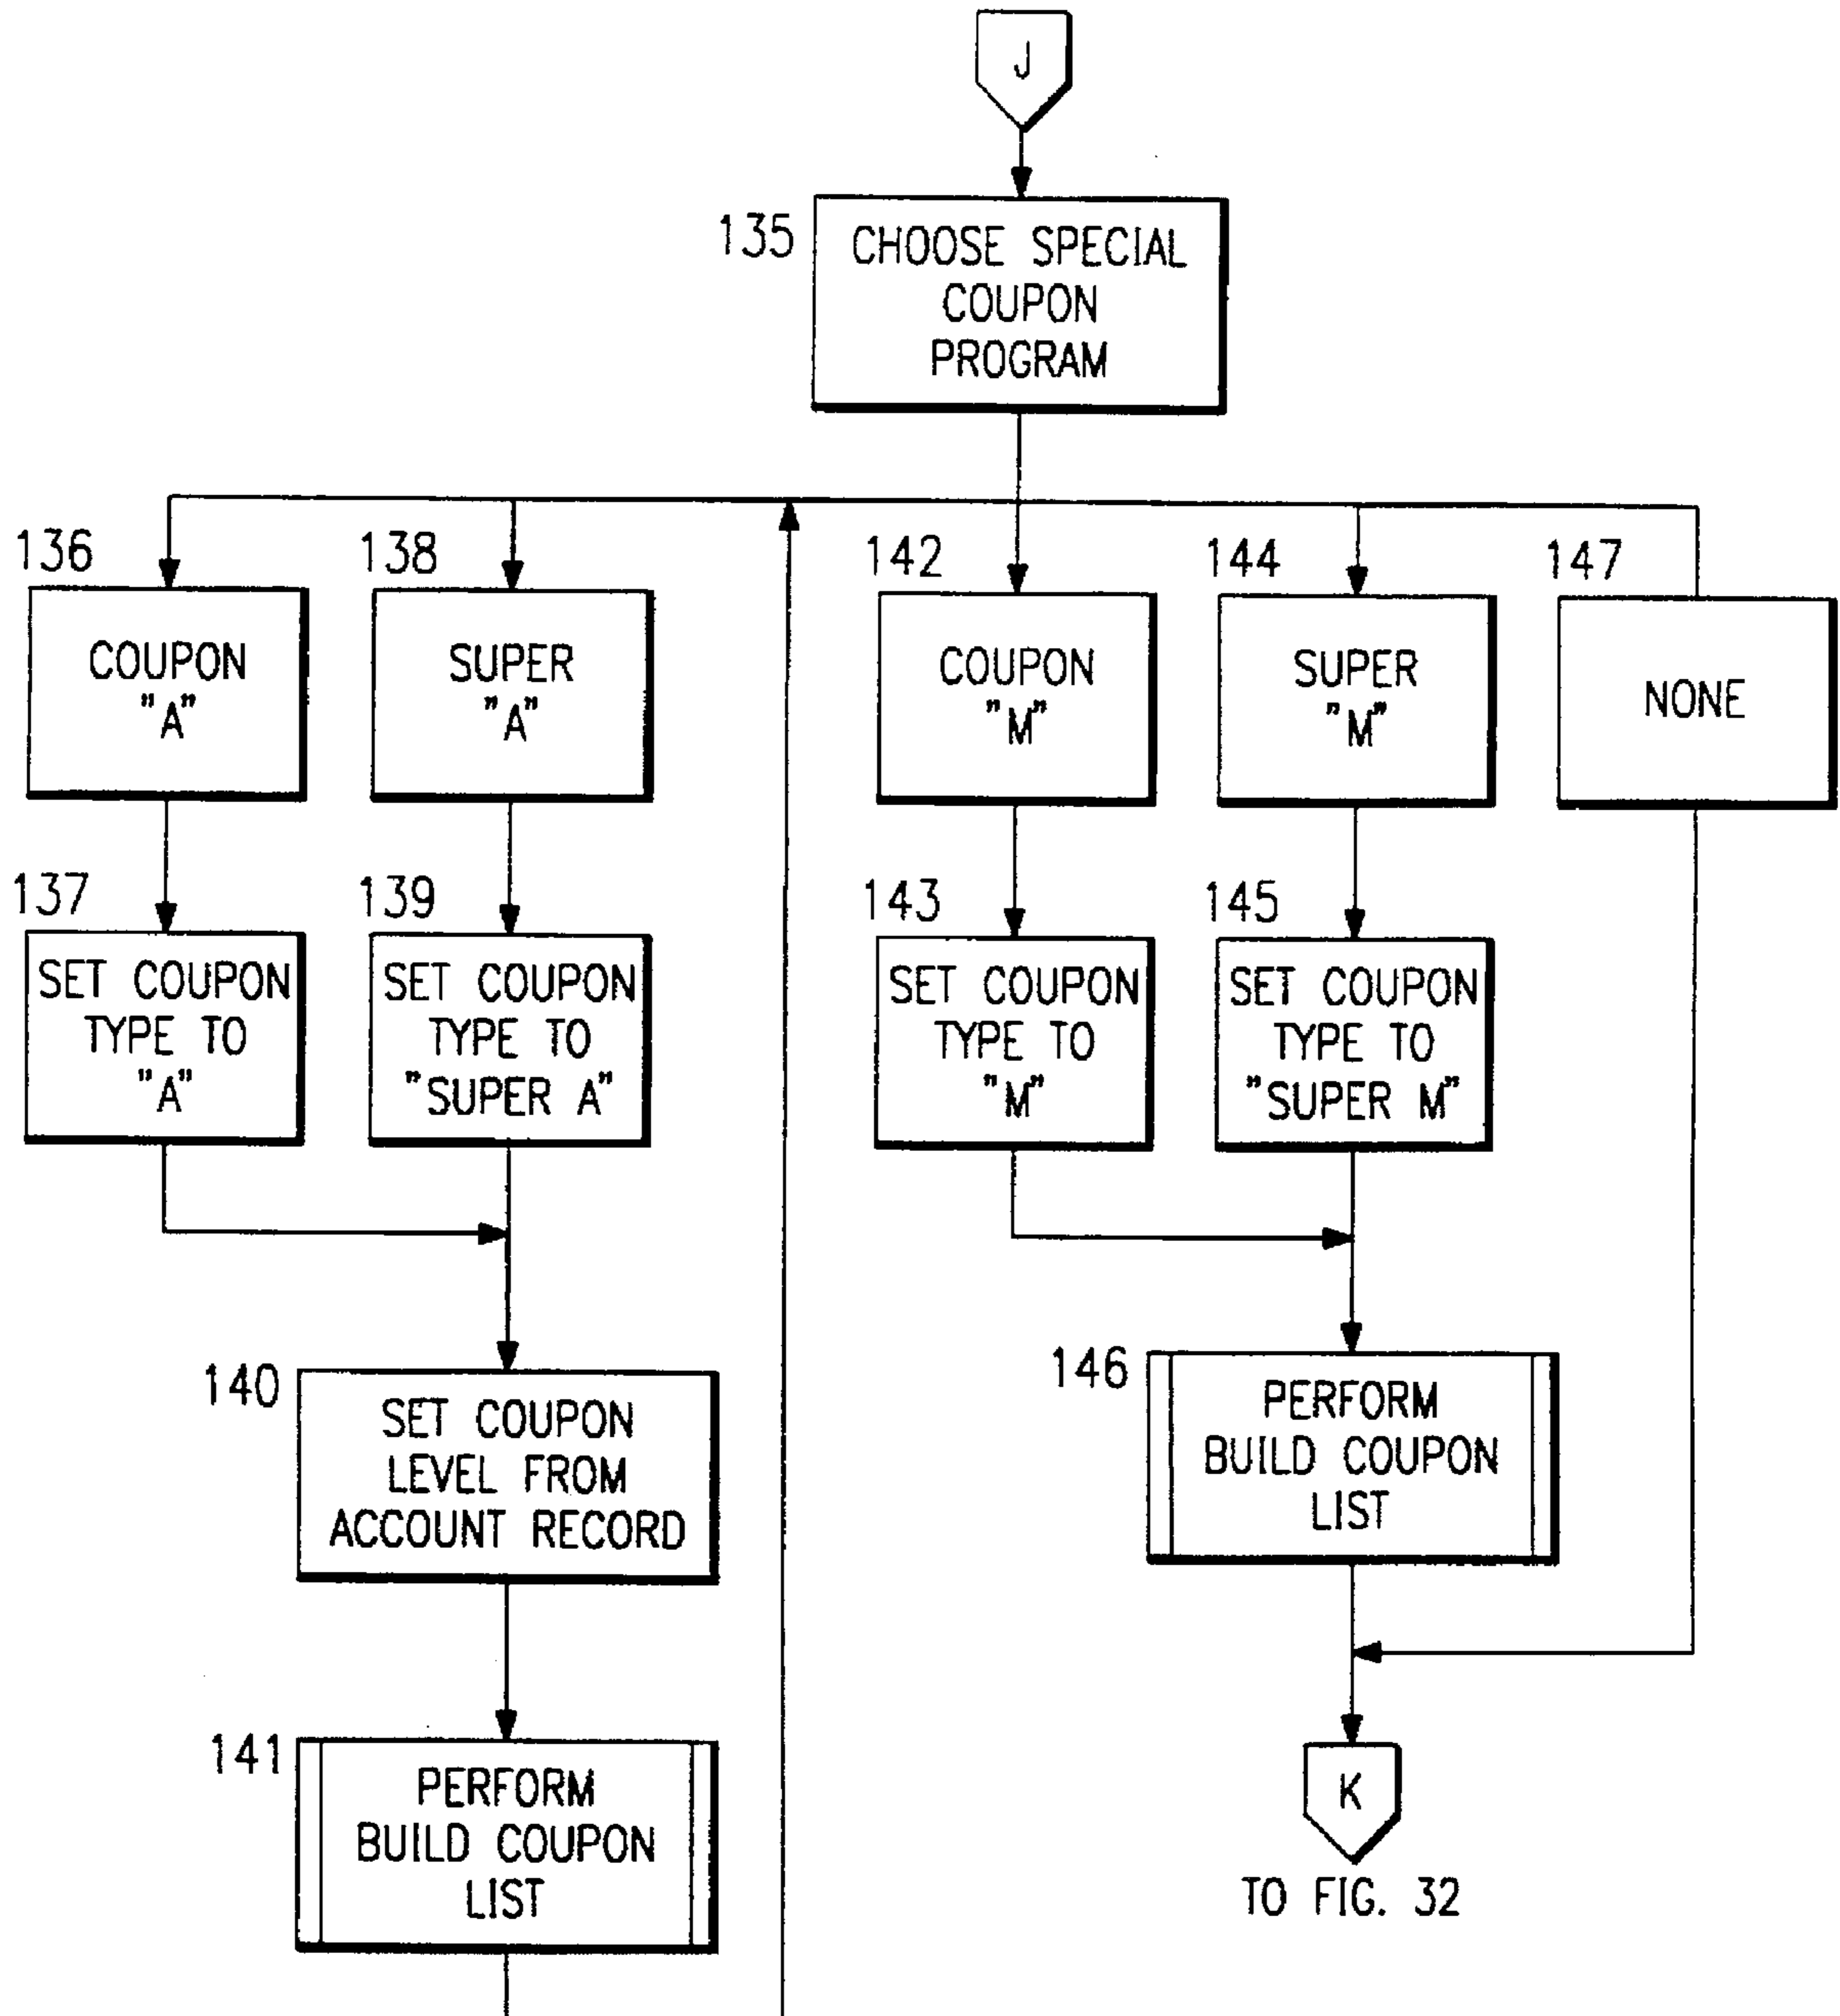 J
135
CHOOSE SPECIAL
COUPON
PROGRAM
136
COUPON
"A"
138
SUPER
"A"
142
COUPON
"M"
144
SUPER
"M"
147
NONE
137
SET COUPON
TYPE TO
"A"
139
SET COUPON
TYPE TO
"SUPER A"
143
SET COUPON
TYPE TO
"M"
145
SET COUPON
TYPE TO
"SUPER M"
140
SET COUPON
LEVEL FROM
ACCOUNT RECORD
146
PERFORM
BUILD COUPON
LIST
141
PERFORM
BUILD COUPON
LIST
K
TO FIG. 32